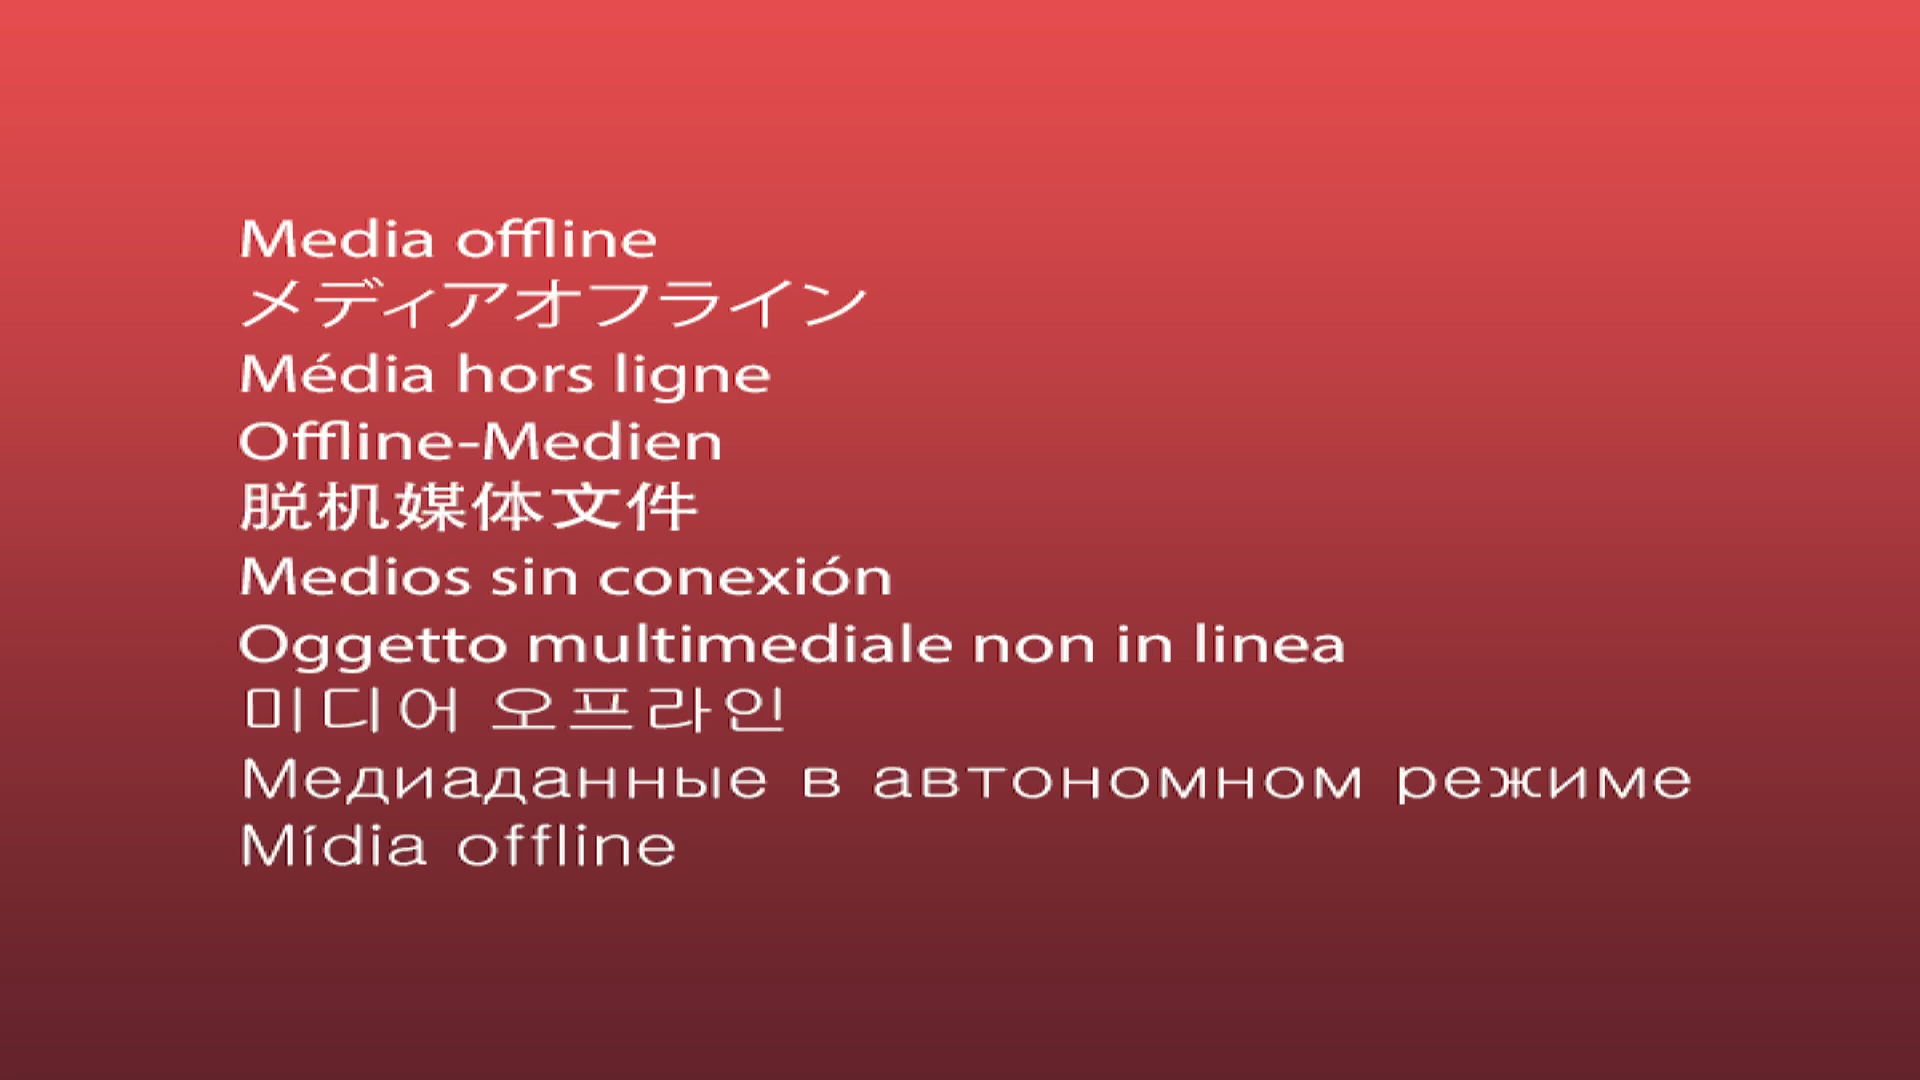 Media offline
メディアオフライン
Média hors ligne
Offline-Medien
脱机媒体文件
Medios sin conexión
Oggetto multimediale non in linea
미디어 오프라인
Медиаданные в автономном режиме
Mídia offline